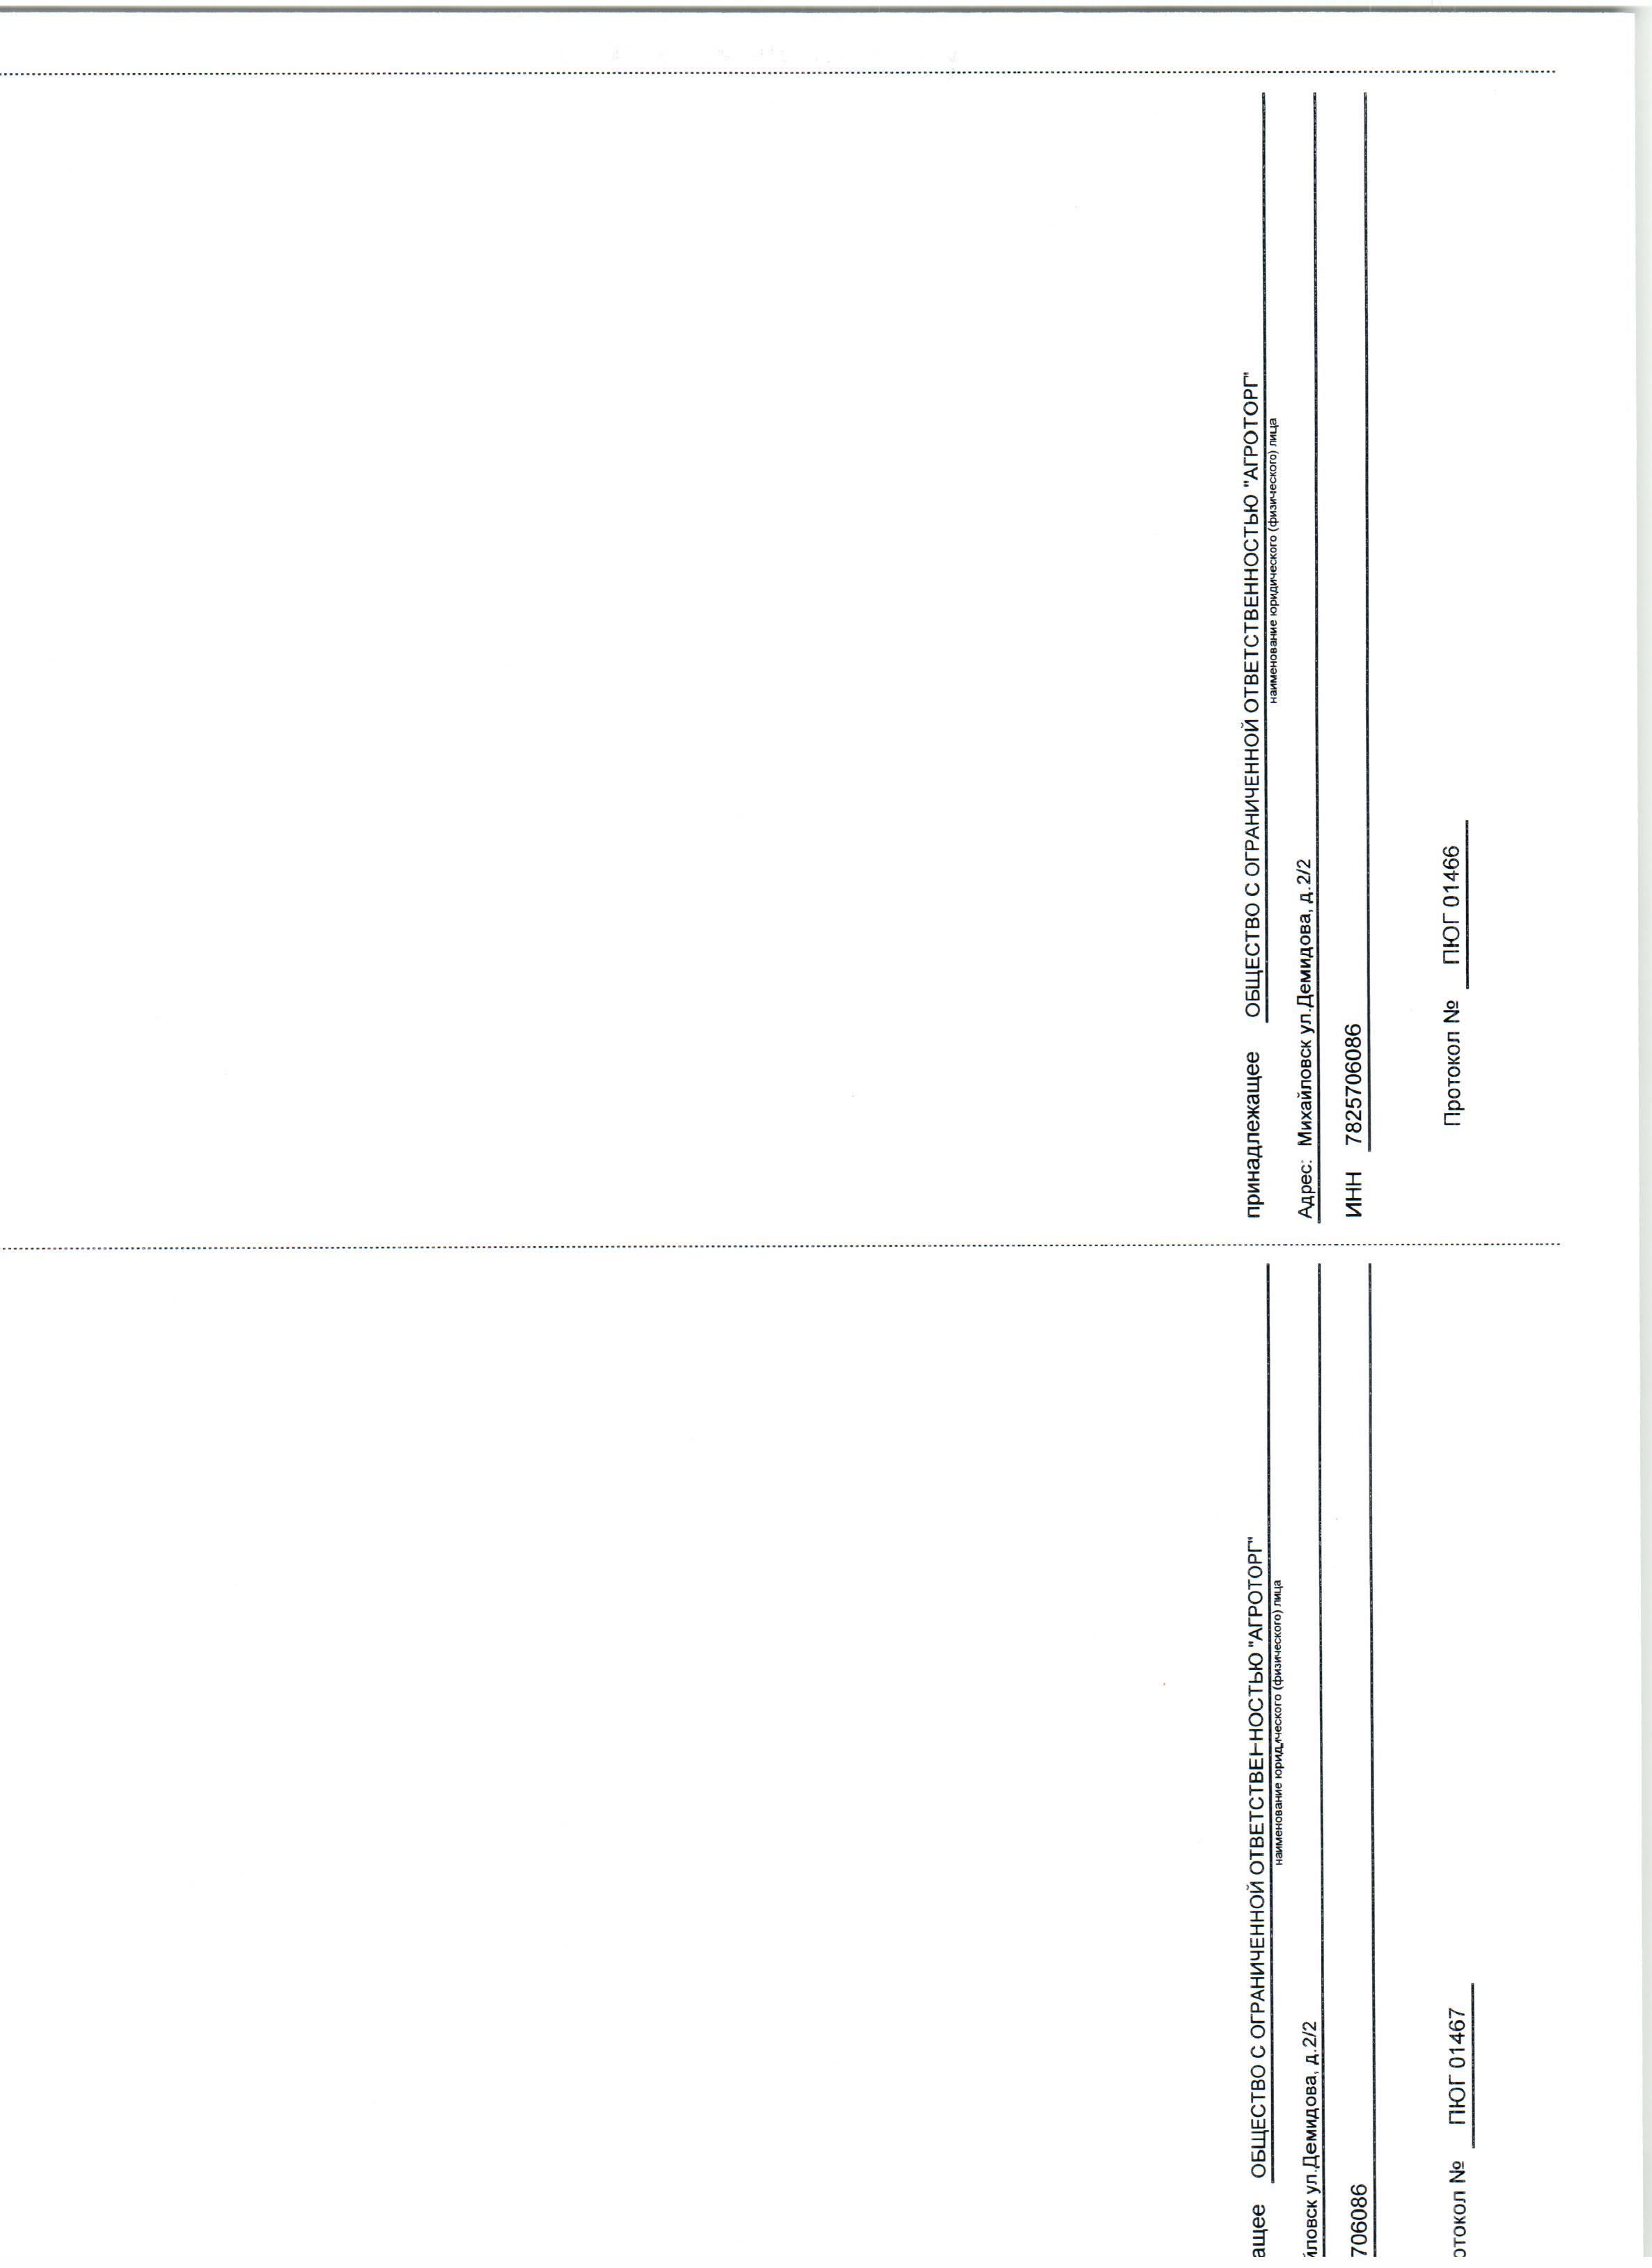 ащее ОБЩЕСТВО С ОГРАНИЧЕННОЙ ОТВЕТСТВЕННОСТЬЮ "АГРОТОРГ"
наименование юридического (физического) лица
йловск ул.Демидова, д.2/2
706086
отокол № ПЮГ 01467
принадлежащее ОБЩЕСТВО С ОГРАНИЧЕННОЙ ОТВЕТСТВЕННОСТЬЮ "АГРОТОРГ"
наименование юридического (физического) лица
Адрес: Михайловск ул.Демидова, д.2/2
ИНН 7825706086
Протокол № ПЮГ 01466